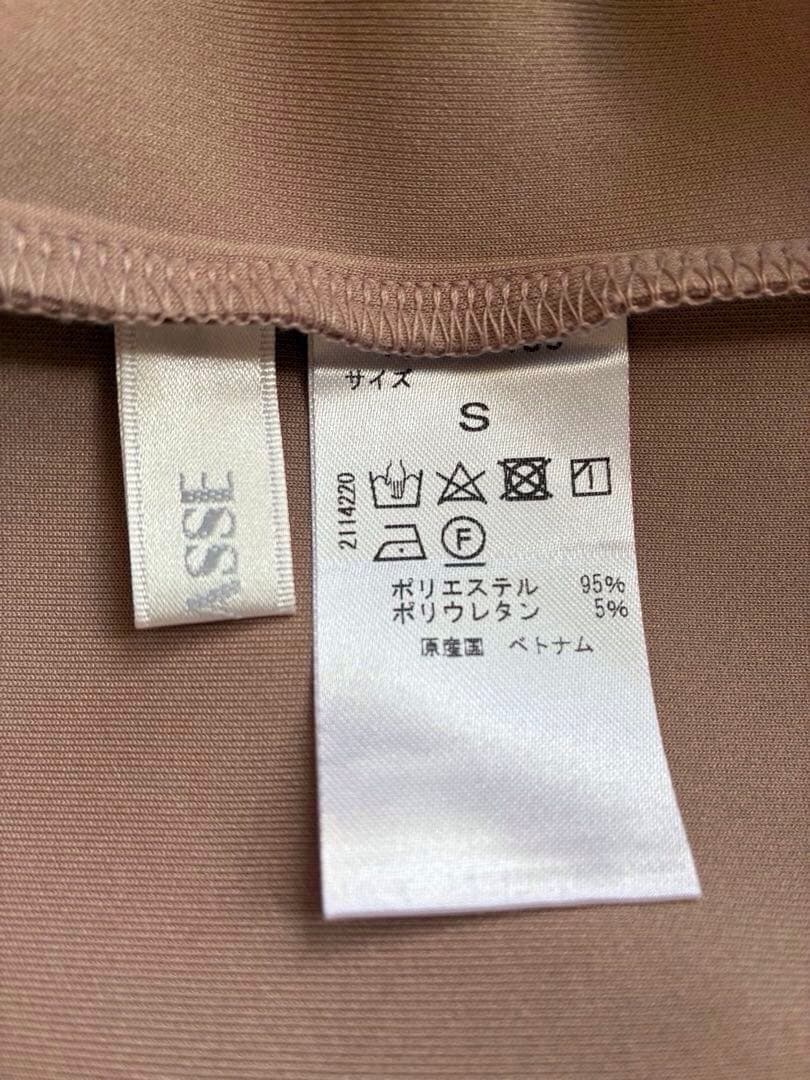 サイズ
S
2114220
F
ポリエステル 95%
ポリウレタン 5%
原産国 ベトナム
ASSE